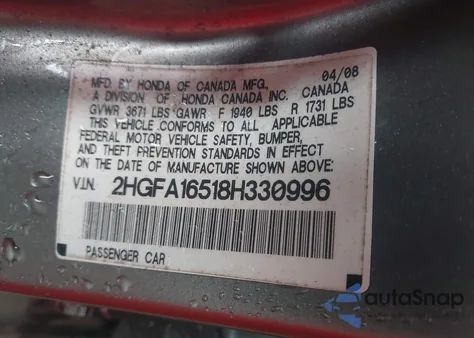 MFD. BY HONDA OF CANADA MFG. 04/08
A DIVISION OF HONDA CANADA INC. CANADA
GVWR 3671 LBS GAWR F 1940 LBS R 1731 LBS
THIS VEHICLE CONFORMS TO ALL APPLICABLE
FEDERAL MOTOR VEHICLE SAFETY, BUMPER,
AND THEFT PREVENTION STANDARDS IN EFFECT
ON THE DATE OF MANUFACTURE SHOWN ABOVE:
V.I.N. 2HGFA16518H330996
PASSENGER CAR
autoSnap